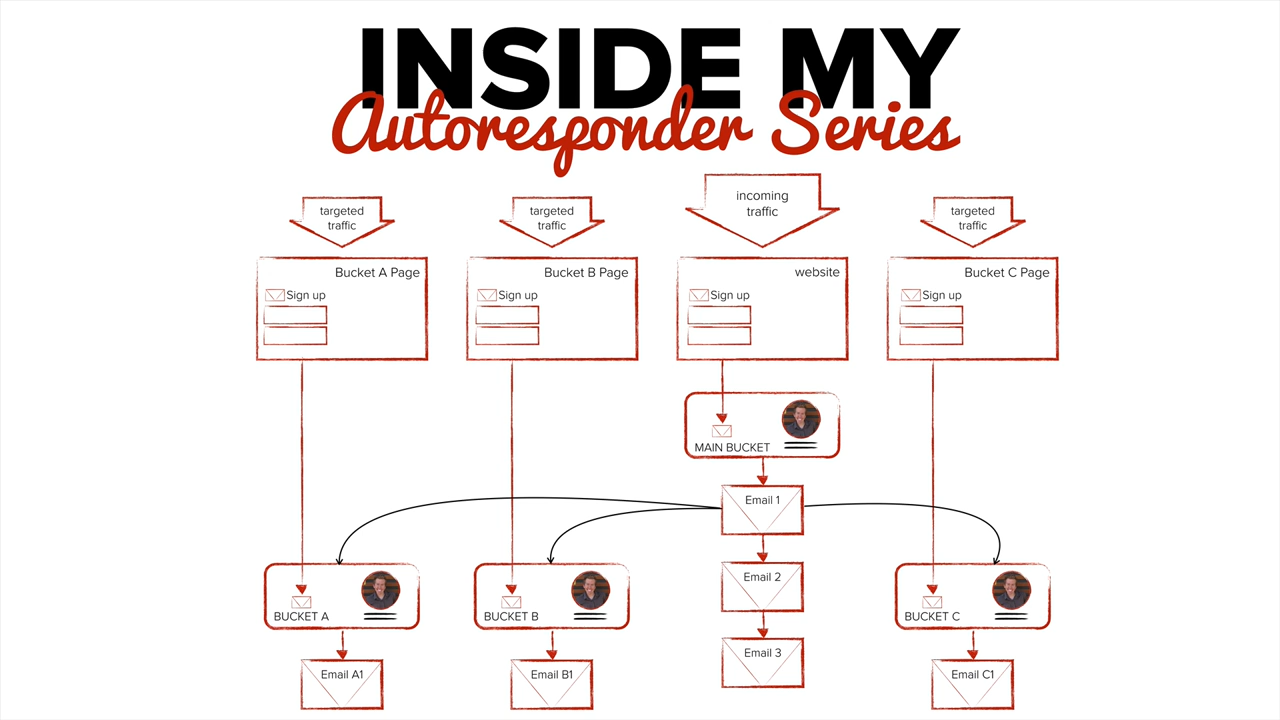 INSIDE MY
Autoresponder Series
targeted
traffic
targeted
traffic
incoming
traffic
targeted
traffic
Bucket A Page
Sign up
Bucket B Page
Sign up
website
Sign up
Bucket C Page
Sign up
MAIN BUCKET
Email 1
Email 2
Email 3
BUCKET A
Email A1
BUCKET B
Email B1
BUCKET C
Email C1